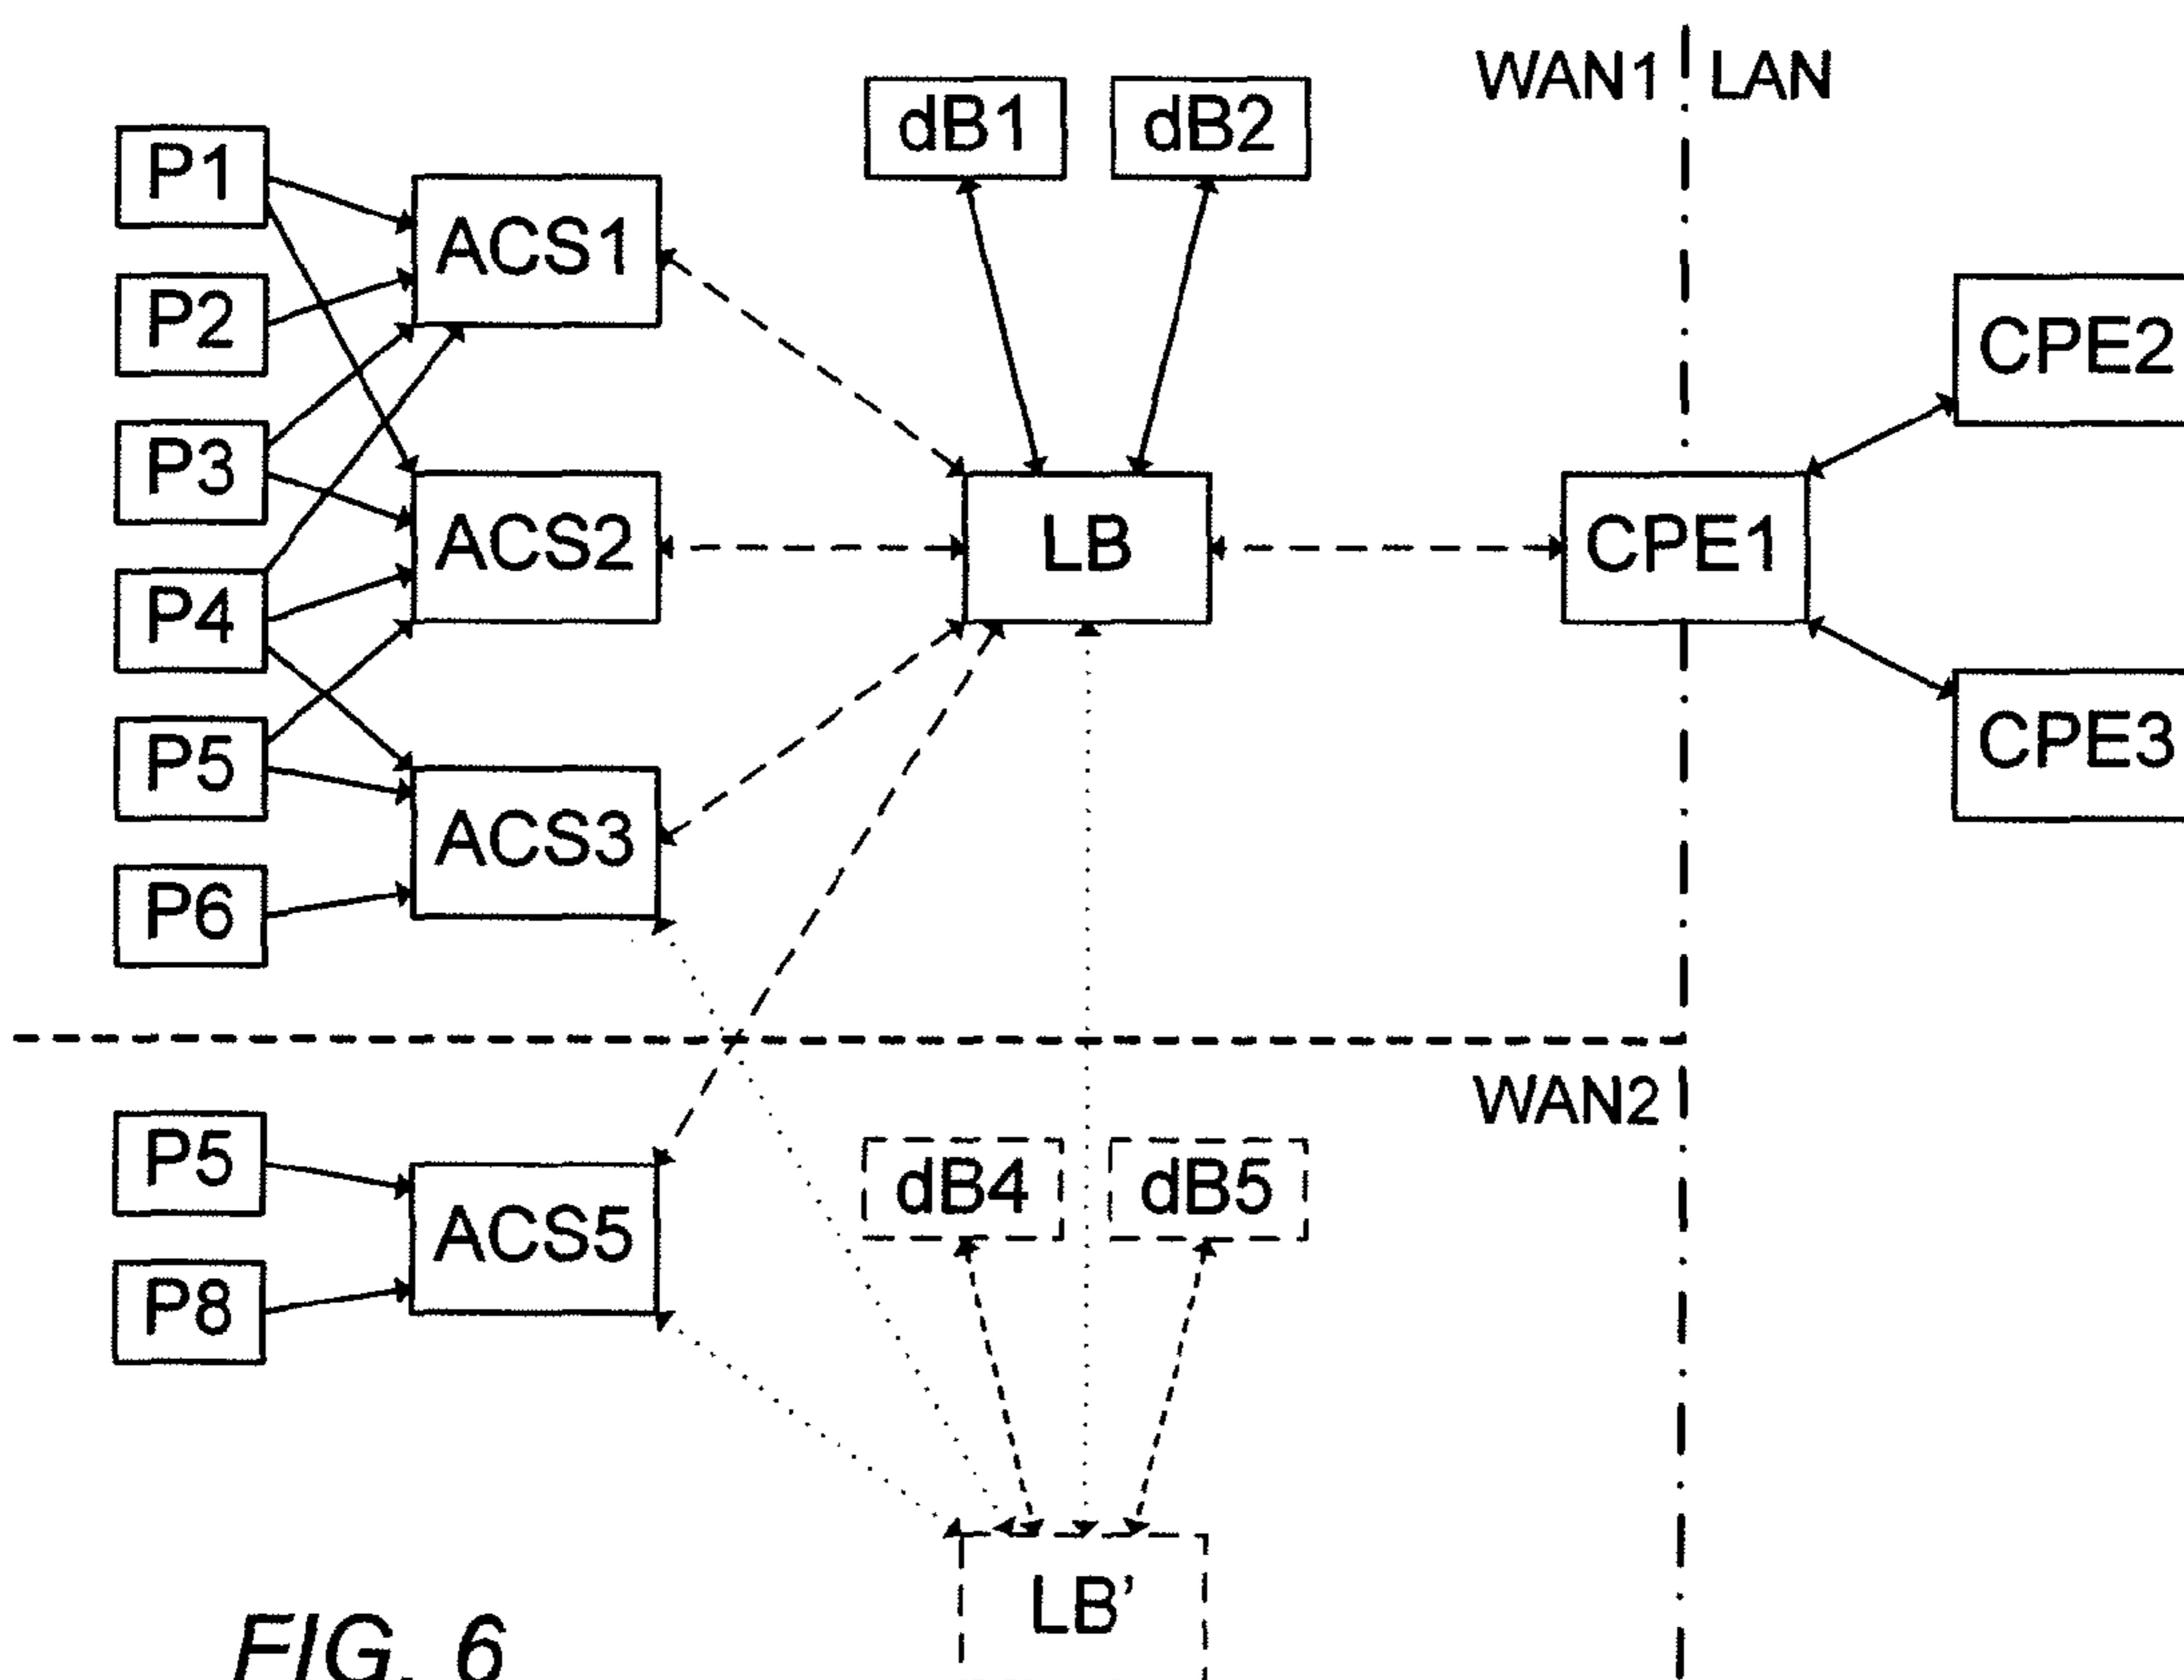 WAN1 LAN
dB1 dB2
P1
ACS1
P2
CPE2
P3
ACS2 LB CPE1
P4
P5
CPE3
ACS3
P6
WAN2
P5
dB4 dB5
ACS5
P8
LB'
FIG. 6